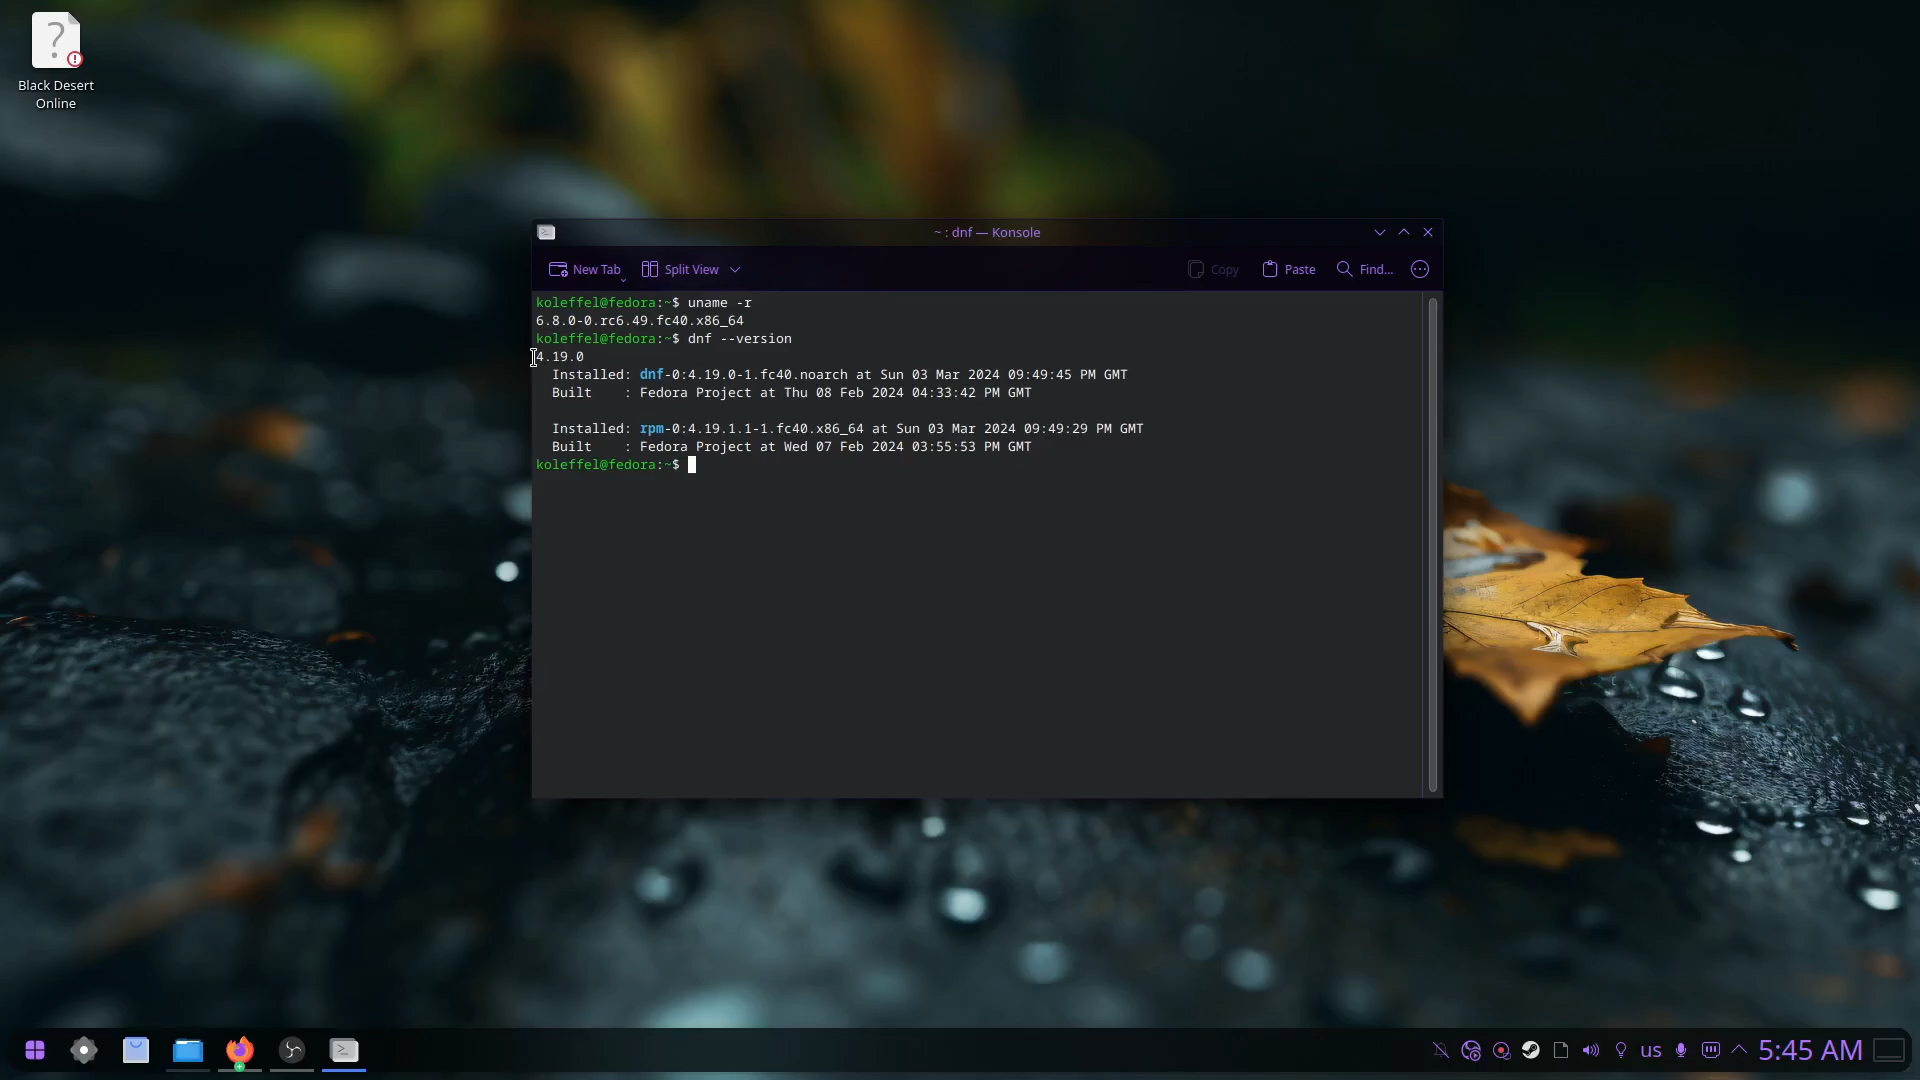 Black Desert
Online
~ : dnf — Konsole
New Tab
Split View
Copy
Paste
Find...
koleffel@fedora:~$ uname -r
6.8.0-0.rc6.49.fc40.x86_64
koleffel@fedora:~$ dnf --version
4.19.0
  Installed: dnf-0:4.19.0-1.fc40.noarch at Sun 03 Mar 2024 09:49:45 PM GMT
  Built    : Fedora Project at Thu 08 Feb 2024 04:33:42 PM GMT
  Installed: rpm-0:4.19.1.1-1.fc40.x86_64 at Sun 03 Mar 2024 09:49:29 PM GMT
  Built    : Fedora Project at Wed 07 Feb 2024 03:55:53 PM GMT
koleffel@fedora:~$
us
5:45 AM